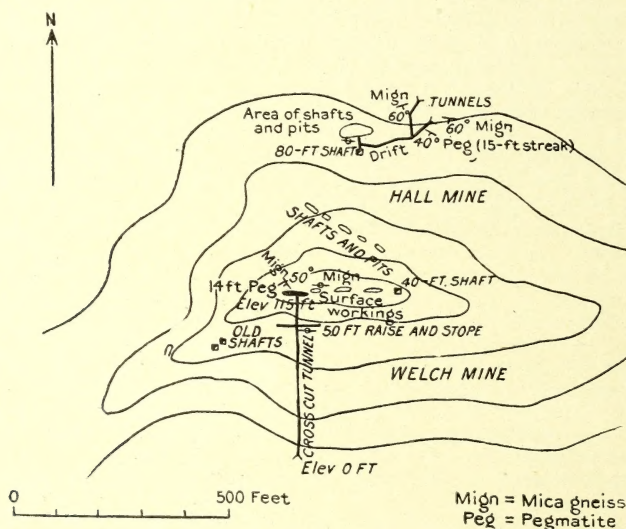 N
Mign
60°
TUNNELS
Area of shafts
and pits
60° Mign
40° Peg (15-ft streak)
80-FT SHAFT
Drift
HALL MINE
SHAFTS AND PITS
Mign 50°
Mign
14ft Peg
40-FT. SHAFT
Elev 115 ft
Surface
workings
OLD
SHAFTS
50 FT RAISE AND STOPE
CROSS CUT TUNNEL
WELCH MINE
Elev 0 FT
0
500 Feet
Mign = Mica gneiss
Peg = Pegmatite